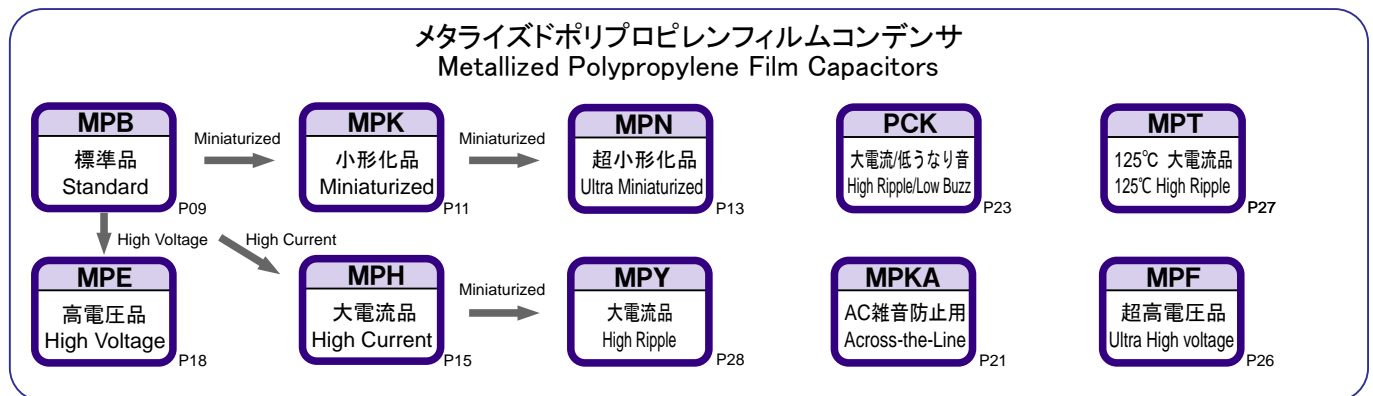 メタライズドポリプロピレンフィルムコンデンサ
Metallized Polypropylene Film Capacitors
MPB
標準品
Standard
P09
Miniaturized
MPK
小形化品
Miniaturized
P11
Miniaturized
MPN
超小形化品
Ultra Miniaturized
P13
PCK
大電流/低うなり音
High Ripple/Low Buzz
P23
MPT
125℃ 大電流品
125℃ High Ripple
P27
High Voltage
High Current
MPE
高電圧品
High Voltage
P18
MPH
大電流品
High Current
P15
Miniaturized
MPY
大電流品
High Ripple
P28
MPKA
AC雑音防止用
Across-the-Line
P21
MPF
超高電圧品
Ultra High voltage
P26